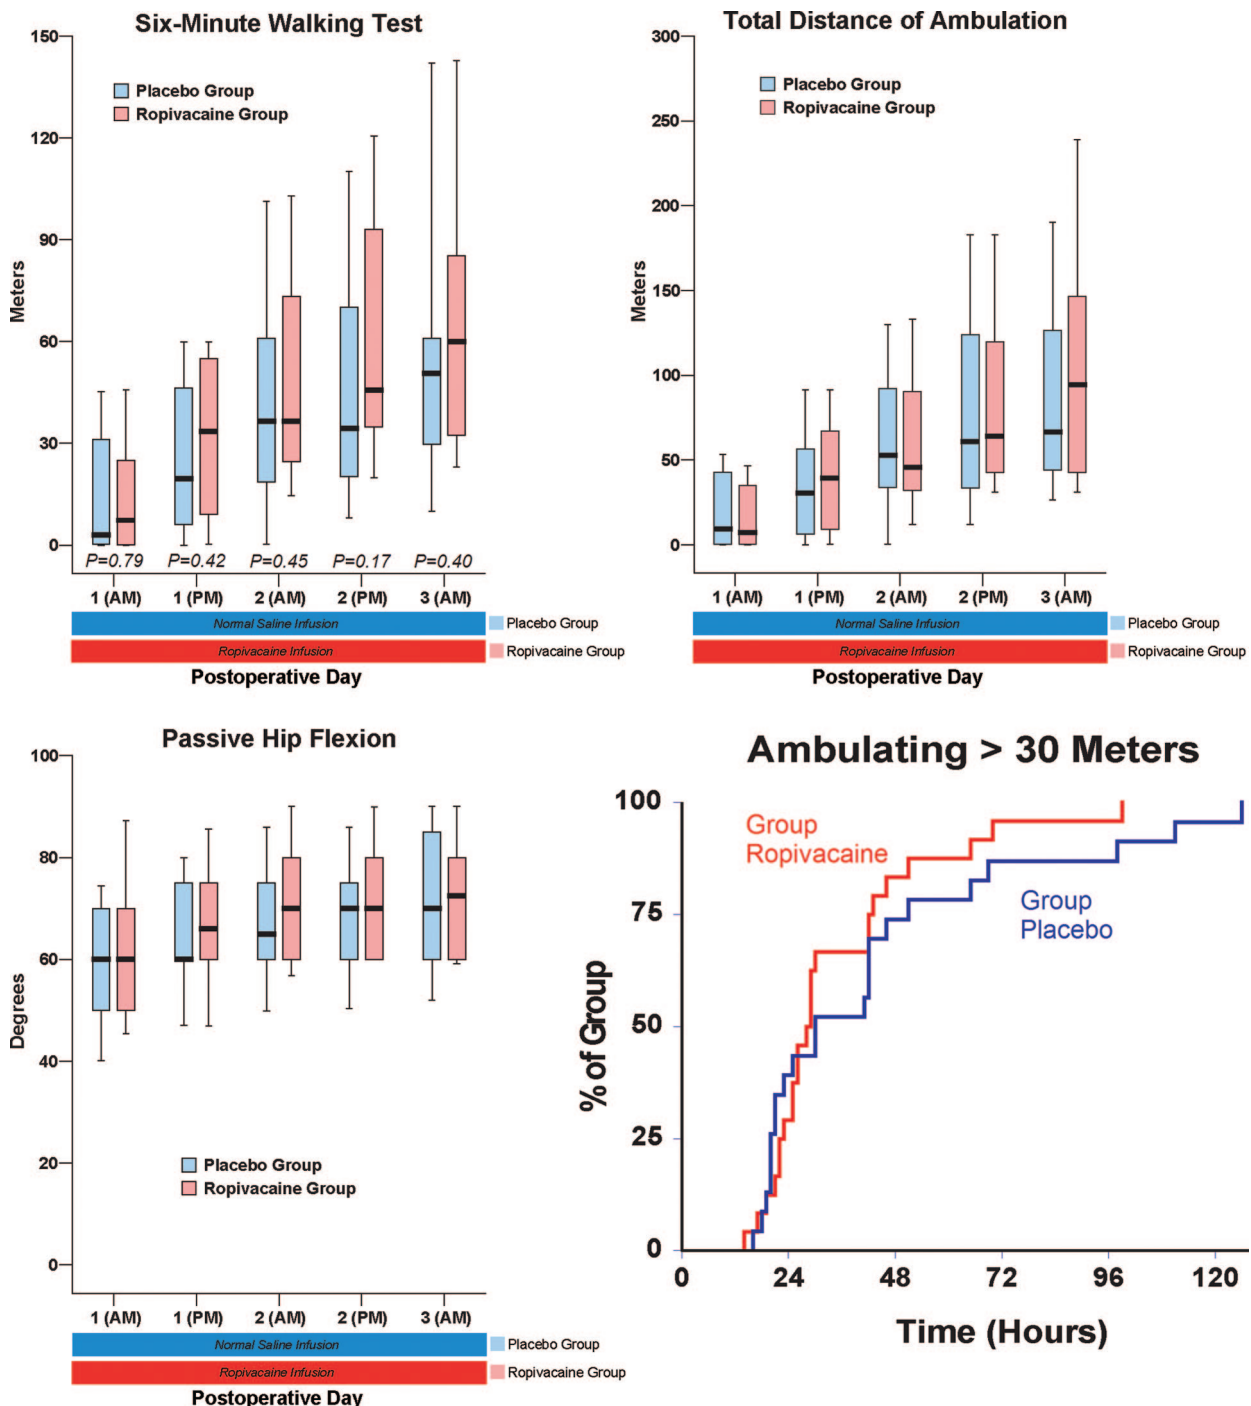 Six-Minute Walking Test
150
120
90
60
30
0
Meters
Placebo Group
Ropivacaine Group
P=0.79 P=0.42 P=0.45 P=0.17 P=0.40
1 (AM) 1 (PM) 2 (AM) 2 (PM) 3 (AM)
Normal Saline Infusion Placebo Group
Ropivacaine Infusion Ropivacaine Group
Postoperative Day
Total Distance of Ambulation
300
250
200
150
100
50
0
Meters
Placebo Group
Ropivacaine Group
1 (AM) 1 (PM) 2 (AM) 2 (PM) 3 (AM)
Normal Saline Infusion Placebo Group
Ropivacaine Infusion Ropivacaine Group
Postoperative Day
Passive Hip Flexion
100
80
60
40
20
0
Degrees
Placebo Group
Ropivacaine Group
1 (AM) 1 (PM) 2 (AM) 2 (PM) 3 (AM)
Normal Saline Infusion Placebo Group
Ropivacaine Infusion Ropivacaine Group
Postoperative Day
Ambulating > 30 Meters
100
75
50
25
0
% of Group
Group
Ropivacaine
Group
Placebo
0 24 48 72 96 120
Time (Hours)